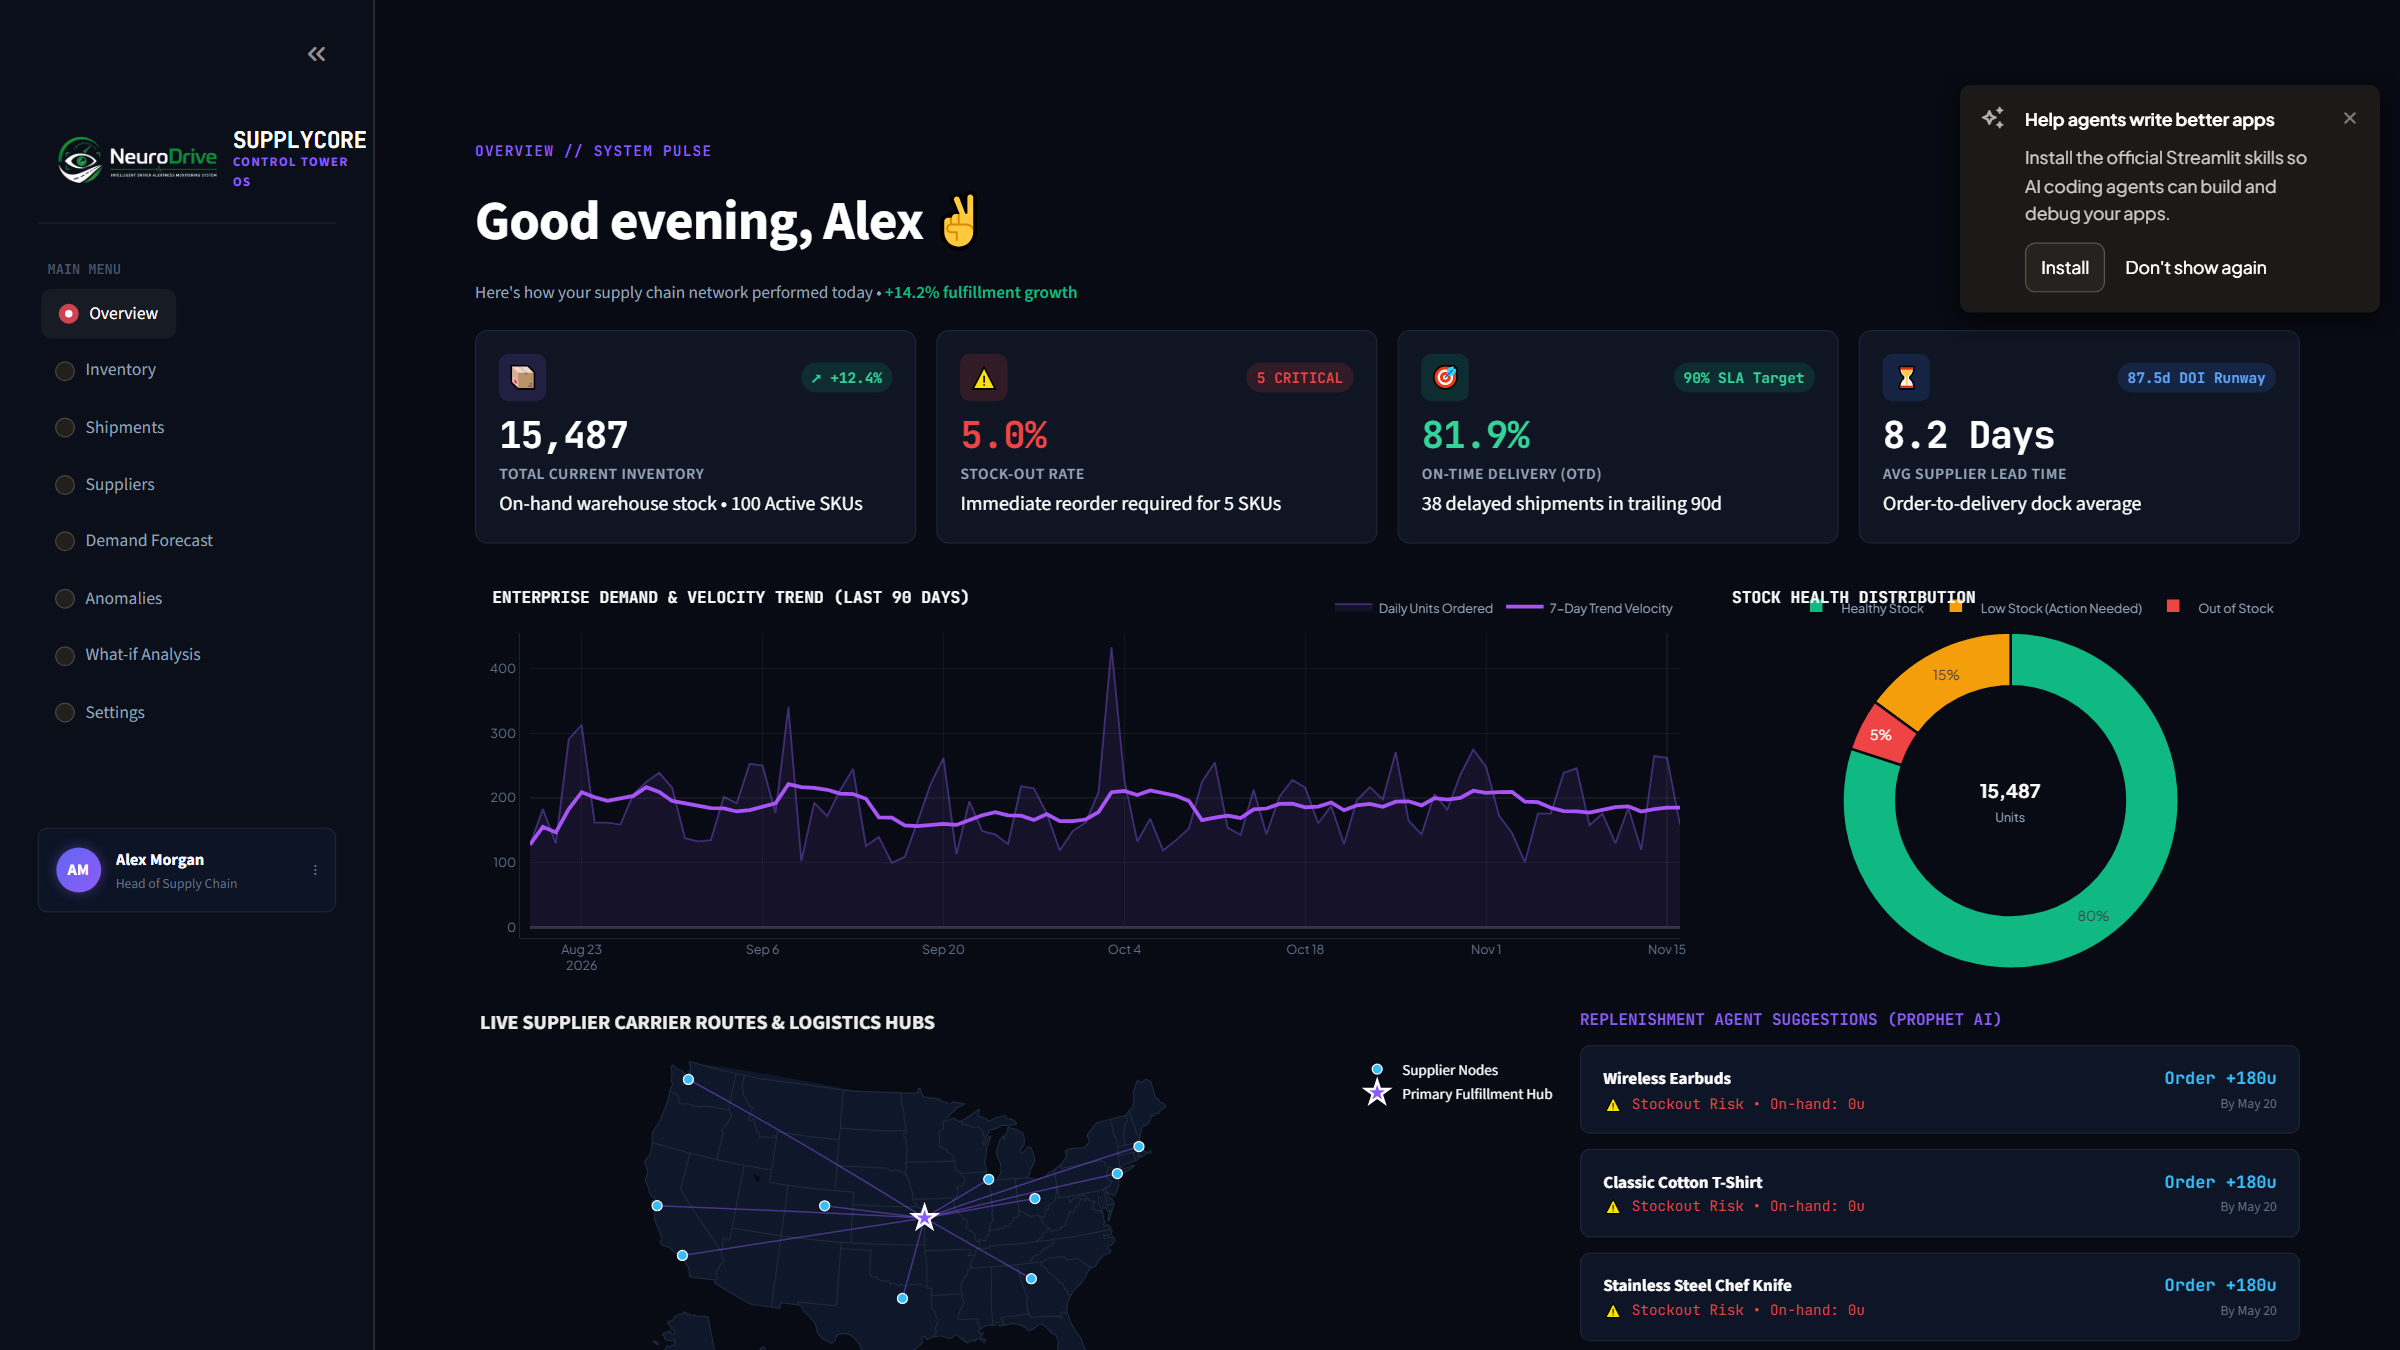 NeuroDrive
INTELLIGENT DRIVER ALERTNESS MONITORING SYSTEM
SUPPLYCORE
CONTROL TOWER
OS
MAIN MENU
Overview
Inventory
Shipments
Suppliers
Demand Forecast
Anomalies
What-if Analysis
Settings
AM
Alex Morgan
Head of Supply Chain
OVERVIEW // SYSTEM PULSE
Good evening, Alex ✌
Here's how your supply chain network performed today • +14.2% fulfillment growth
Help agents write better apps
Install the official Streamlit skills so
AI coding agents can build and
debug your apps.
Install
Don't show again
↗ +12.4%
15,487
TOTAL CURRENT INVENTORY
On-hand warehouse stock • 100 Active SKUs
5 CRITICAL
5.0%
STOCK-OUT RATE
Immediate reorder required for 5 SKUs
90% SLA Target
81.9%
ON-TIME DELIVERY (OTD)
38 delayed shipments in trailing 90d
87.5d DOI Runway
8.2 Days
AVG SUPPLIER LEAD TIME
Order-to-delivery dock average
ENTERPRISE DEMAND & VELOCITY TREND (LAST 90 DAYS)
Daily Units Ordered
7-Day Trend Velocity
400
300
200
100
0
Aug 23
2026
Sep 6
Sep 20
Oct 4
Oct 18
Nov 1
Nov 15
STOCK HEALTH DISTRIBUTION
Healthy Stock
Low Stock (Action Needed)
Out of Stock
15%
5%
80%
15,487
Units
LIVE SUPPLIER CARRIER ROUTES & LOGISTICS HUBS
Supplier Nodes
Primary Fulfillment Hub
REPLENISHMENT AGENT SUGGESTIONS (PROPHET AI)
Wireless Earbuds
Order +180u
⚠ Stockout Risk • On-hand: 0u
By May 20
Classic Cotton T-Shirt
Order +180u
⚠ Stockout Risk • On-hand: 0u
By May 20
Stainless Steel Chef Knife
Order +180u
⚠ Stockout Risk • On-hand: 0u
By May 20